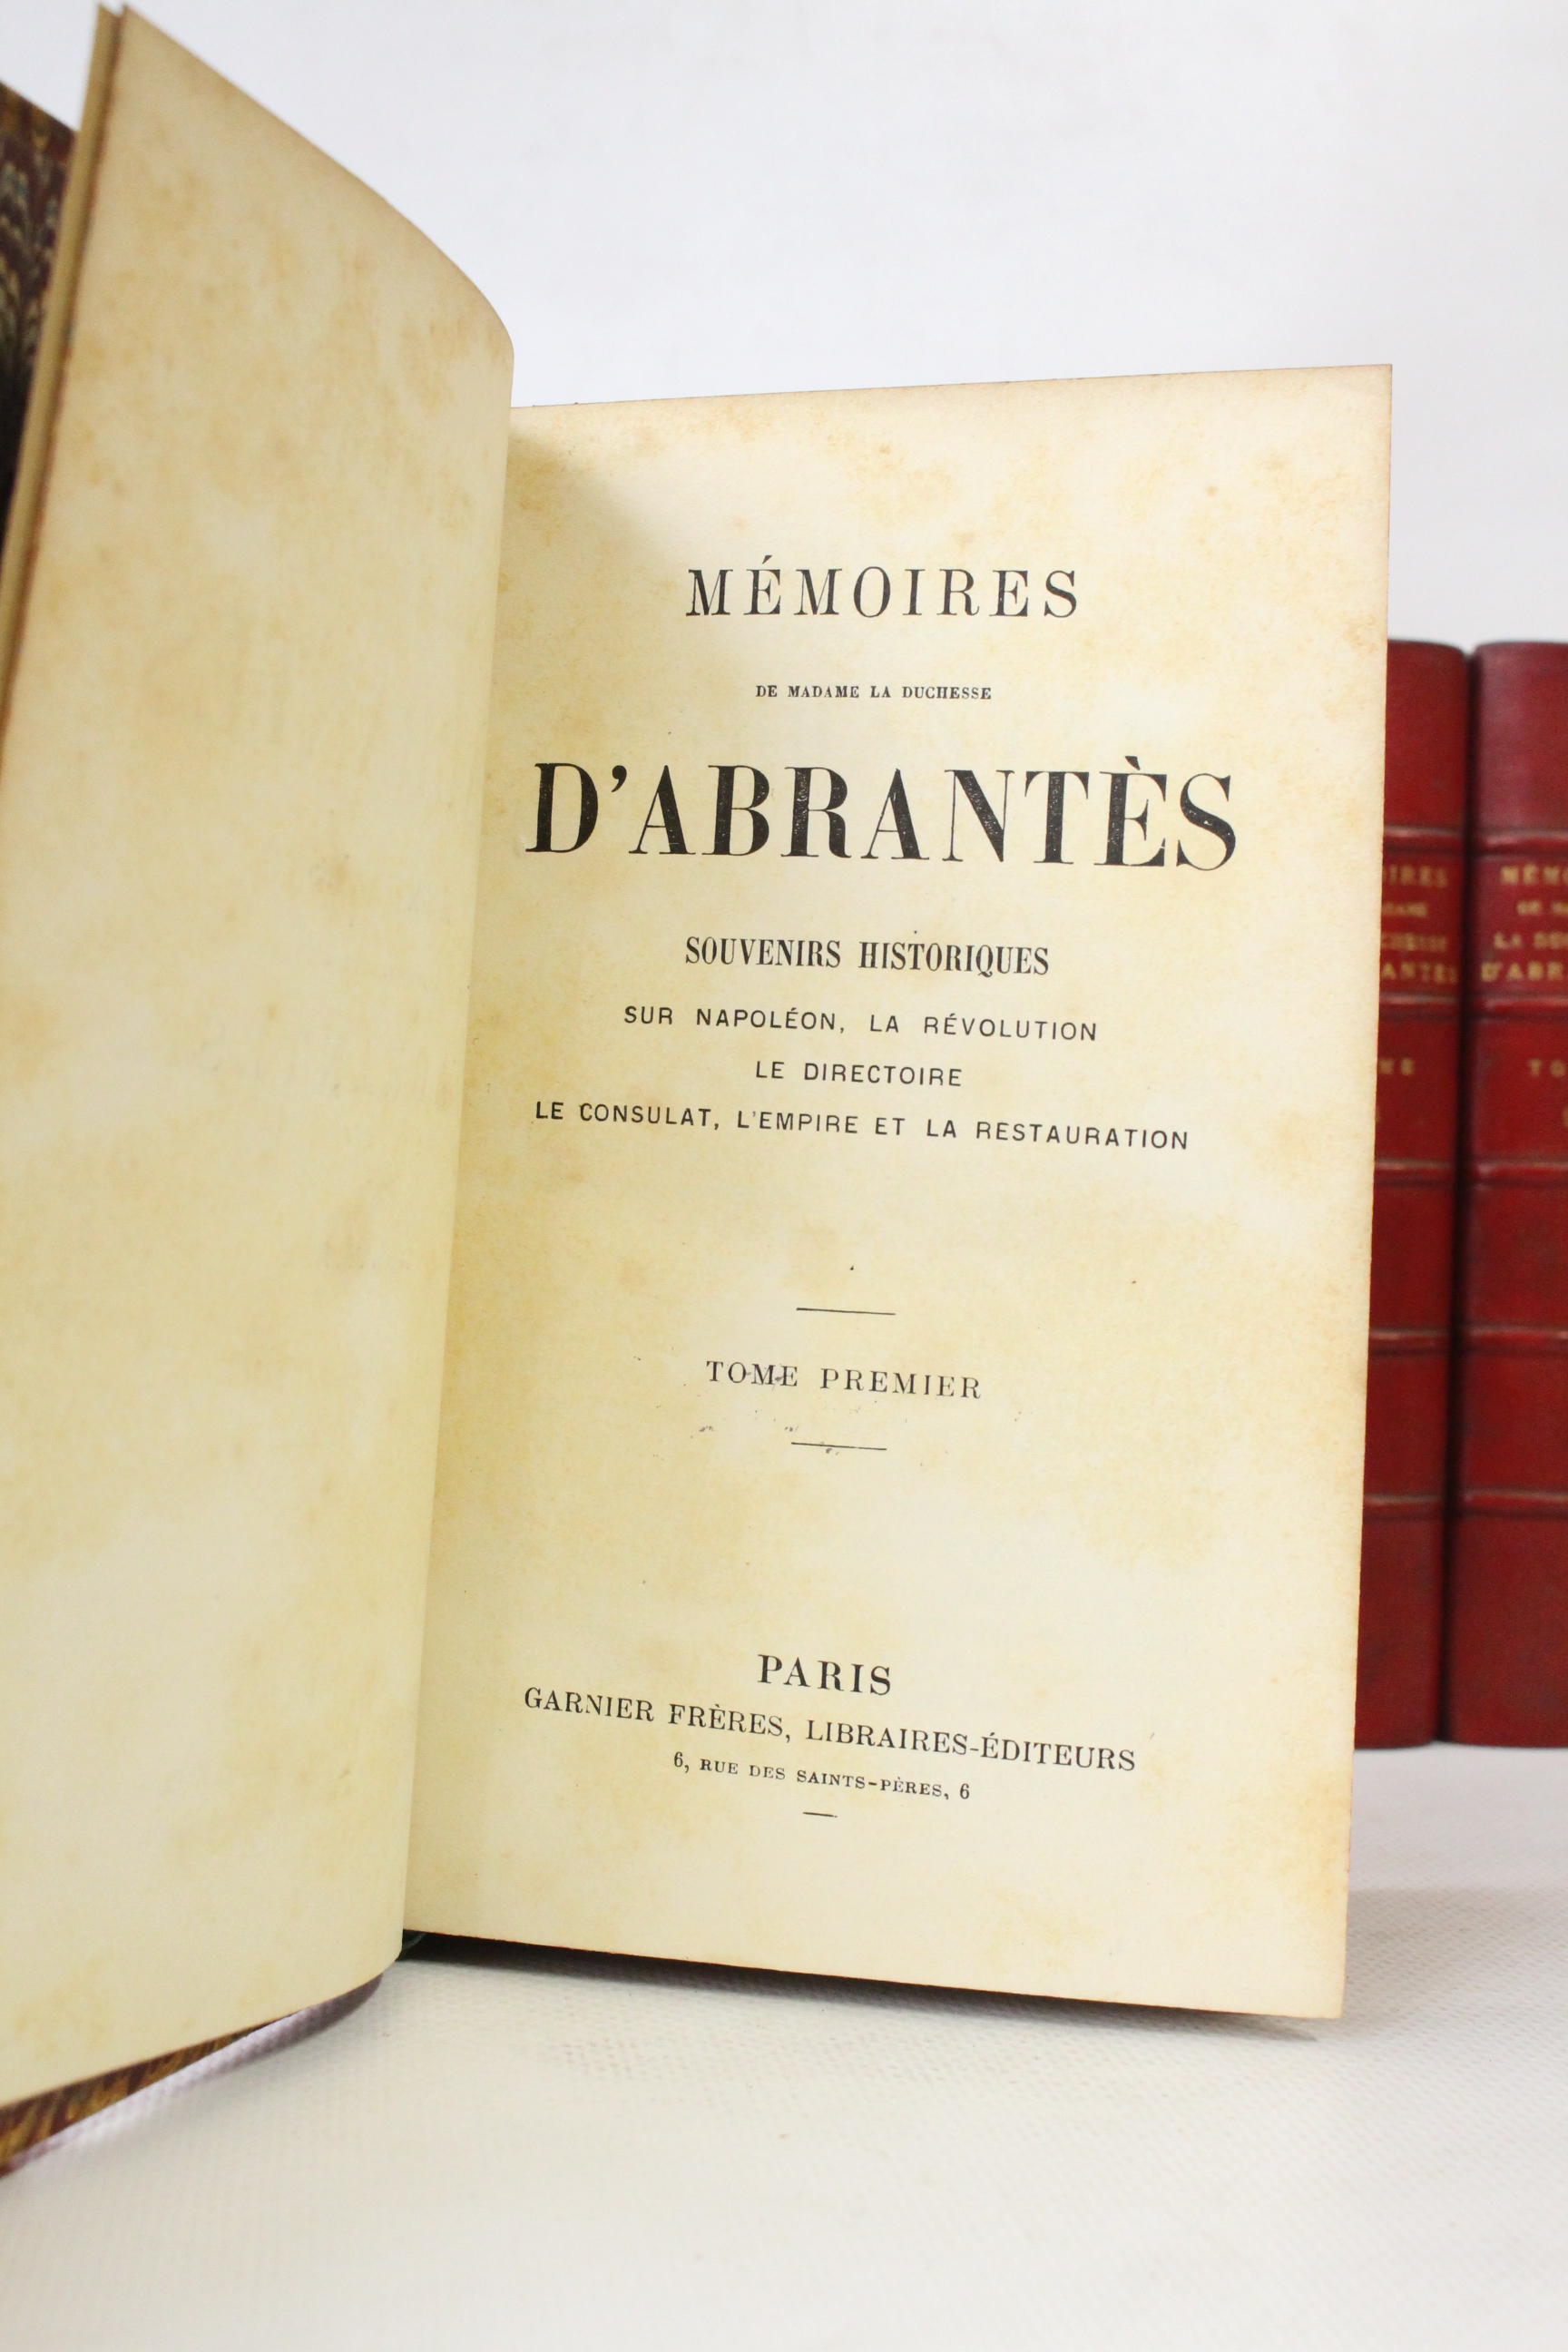 MÉMOIRES
DE MADAME LA DUCHESSE
D'ABRANTÈS
SOUVENIRS HISTORIQUES
SUR NAPOLÉON, LA RÉVOLUTION
LE DIRECTOIRE
LE CONSULAT, L'EMPIRE ET LA RESTAURATION
TOME PREMIER
PARIS
GARNIER FRÈRES, LIBRAIRES-ÉDITEURS
6, RUE DES SAINTS-PÈRES, 6